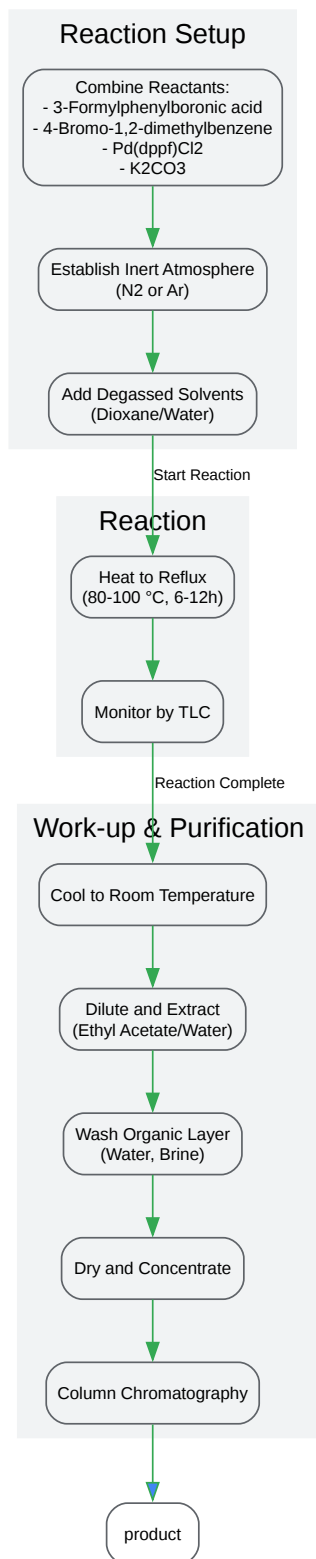 Reaction Setup
Combine Reactants:
- 3-Formylphenylboronic acid
- 4-Bromo-1,2-dimethylbenzene
- Pd(dppf)Cl2
- K2CO3
Establish Inert Atmosphere
(N2 or Ar)
Add Degassed Solvents
(Dioxane/Water)
Start Reaction
Reaction
Heat to Reflux
(80-100 °C, 6-12h)
Monitor by TLC
Reaction Complete
Work-up & Purification
Cool to Room Temperature
Dilute and Extract
(Ethyl Acetate/Water)
Wash Organic Layer
(Water, Brine)
Dry and Concentrate
Column Chromatography
product